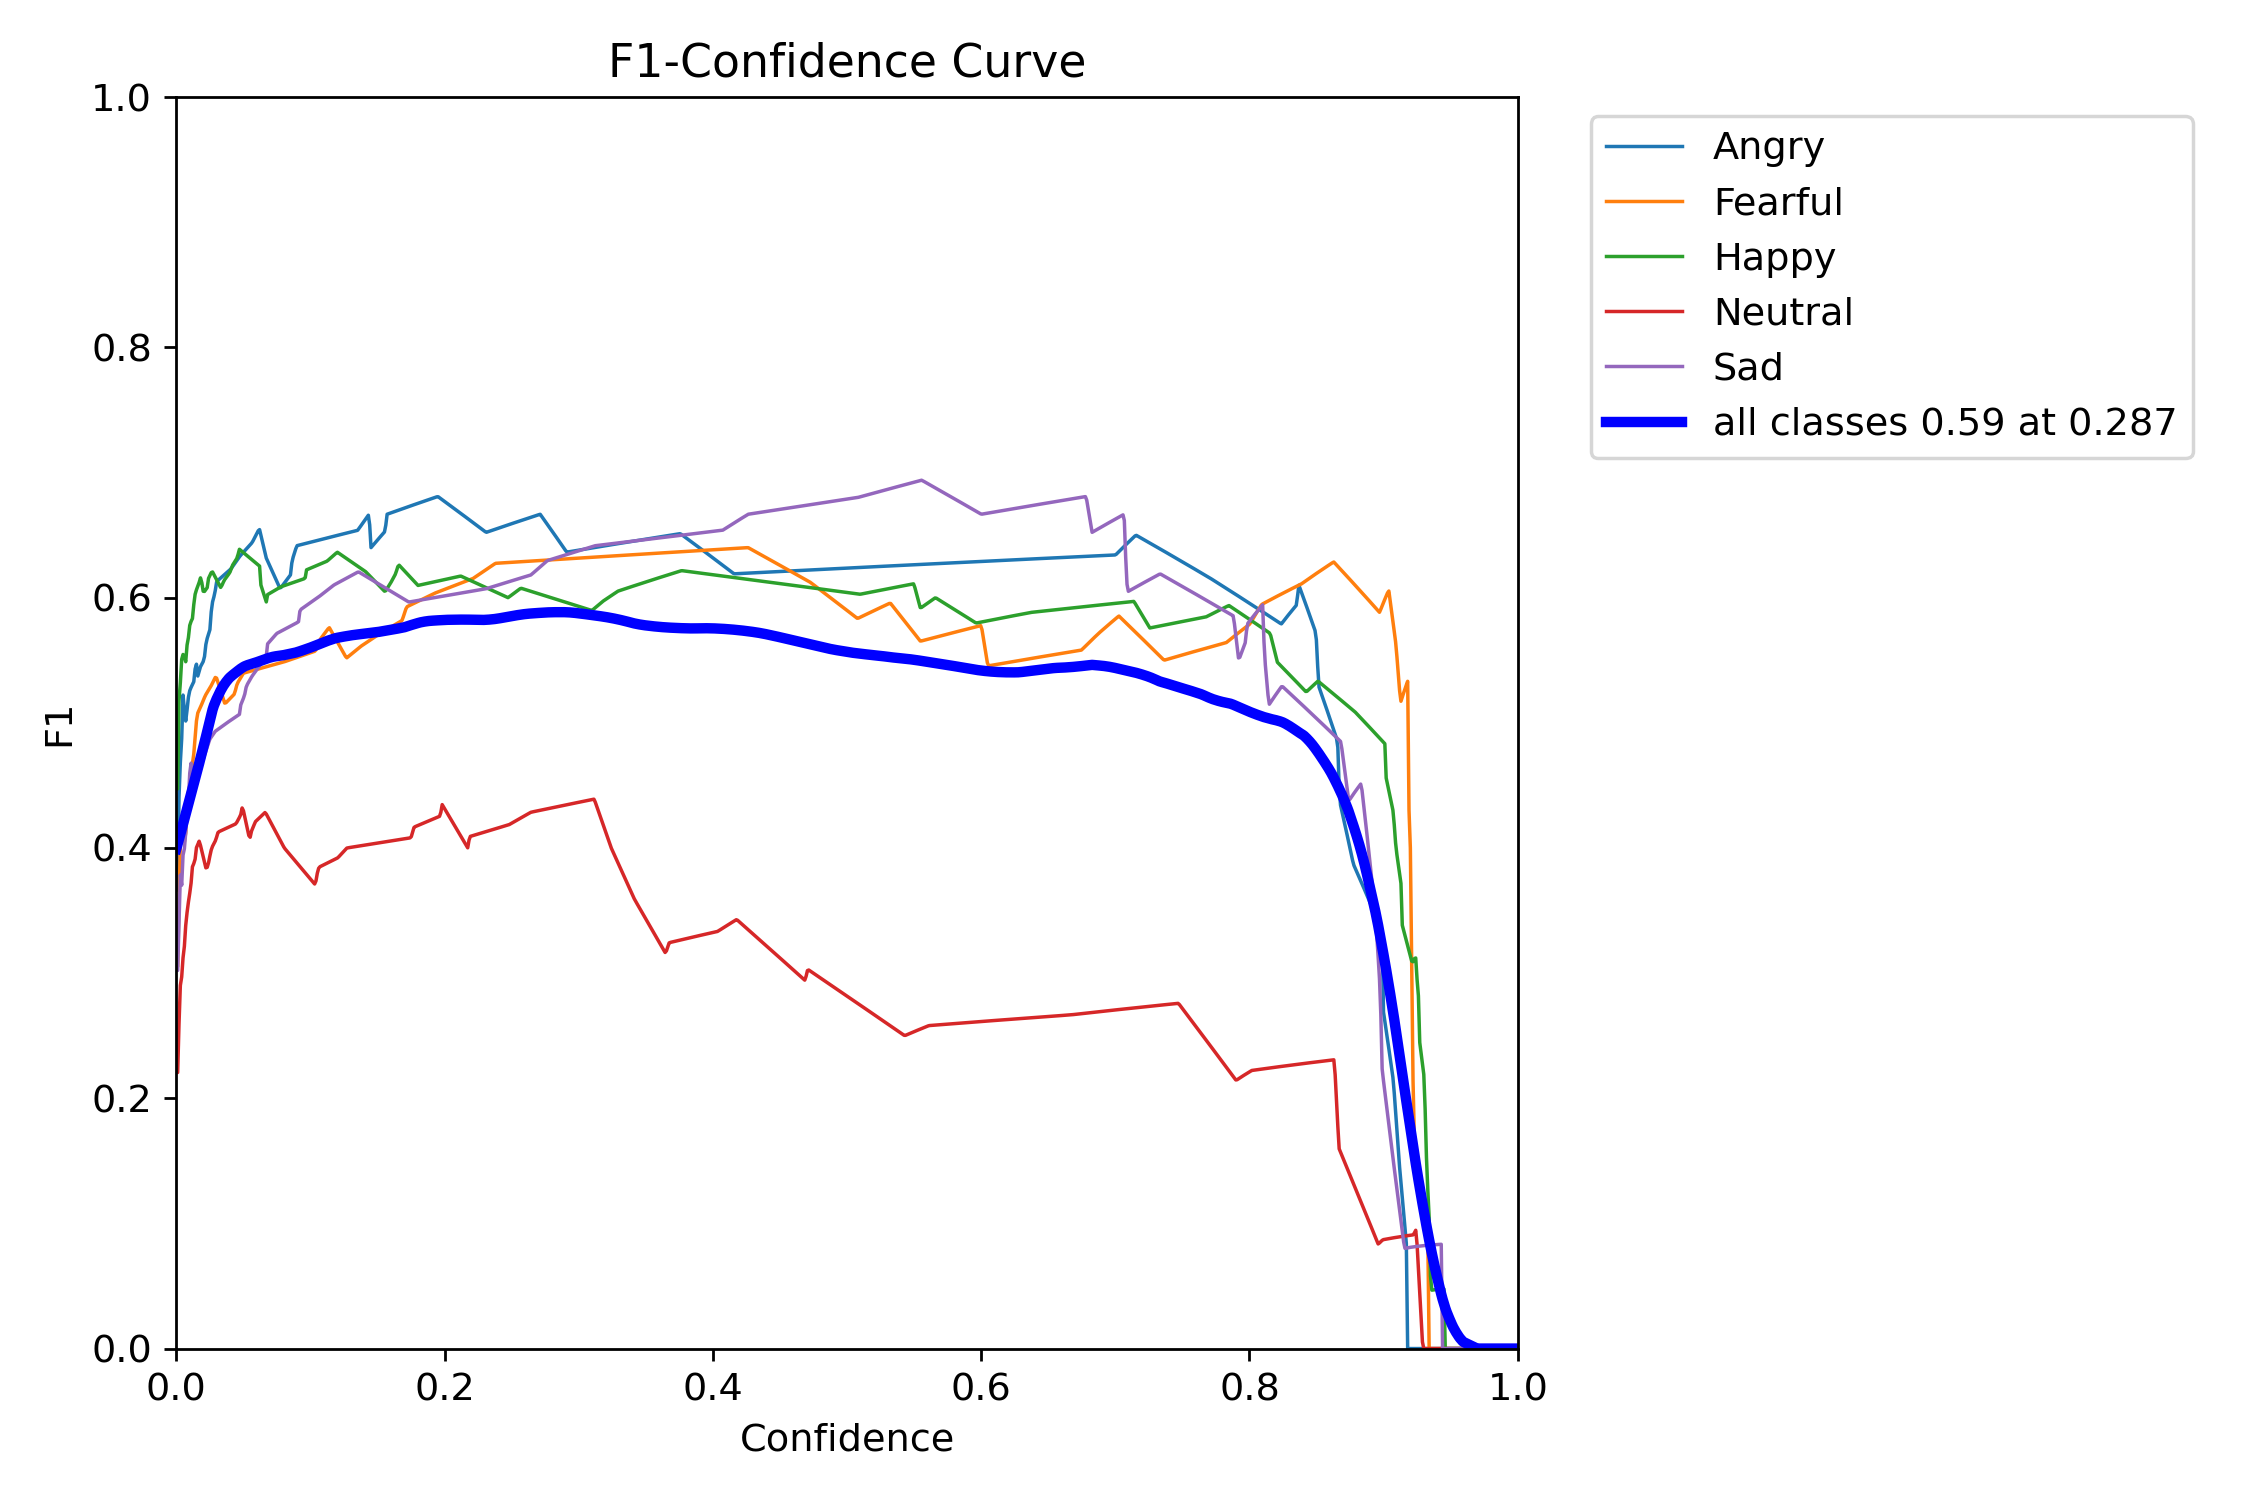 F1-Confidence Curve
1.0
0.8
0.6
0.4
0.2
0.0
F1
0.0 0.2 0.4 0.6 0.8 1.0
Confidence
Angry
Fearful
Happy
Neutral
Sad
all classes 0.59 at 0.287